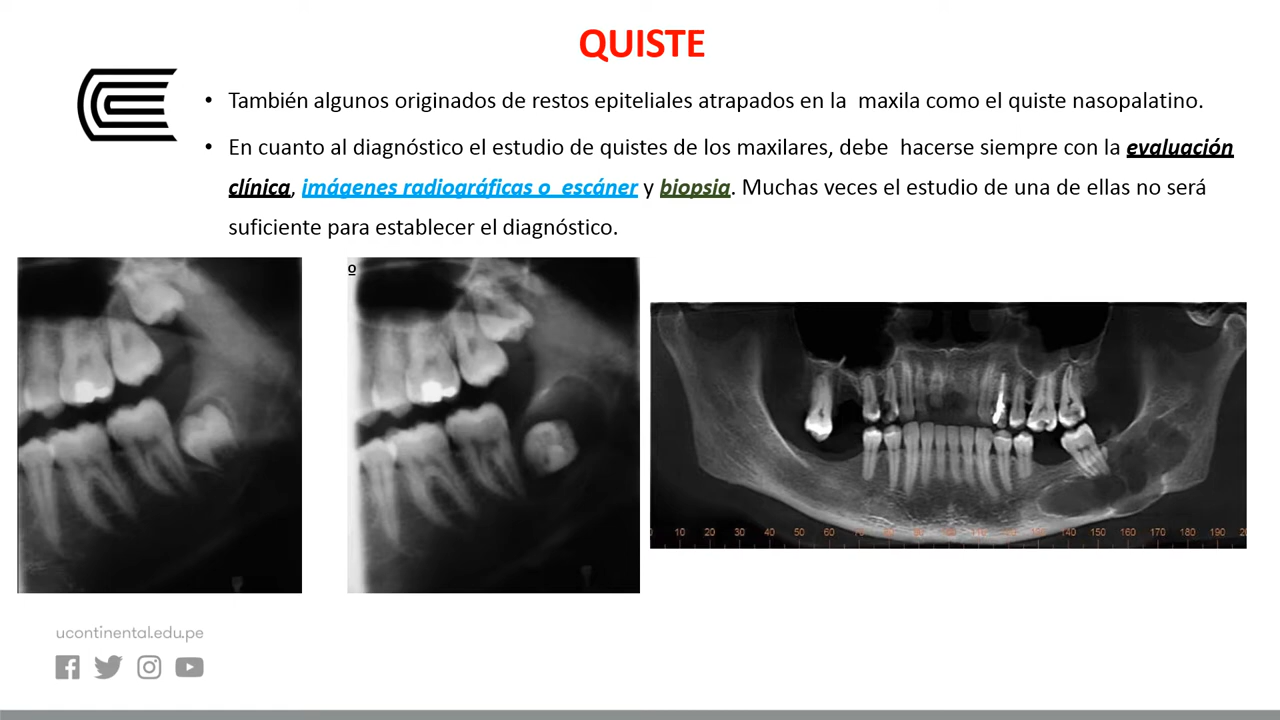 QUISTE
• También algunos originados de restos epiteliales atrapados en la maxila como el quiste nasopalatino.
• En cuanto al diagnóstico el estudio de quistes de los maxilares, debe hacerse siempre con la evaluación
clínica, imágenes radiográficas o escáner y biopsia. Muchas veces el estudio de una de ellas no será
suficiente para establecer el diagnóstico.
o
10 20 30 40 50 60 70 80 130 140 150 160 170 180 190
ucontinental.edu.pe